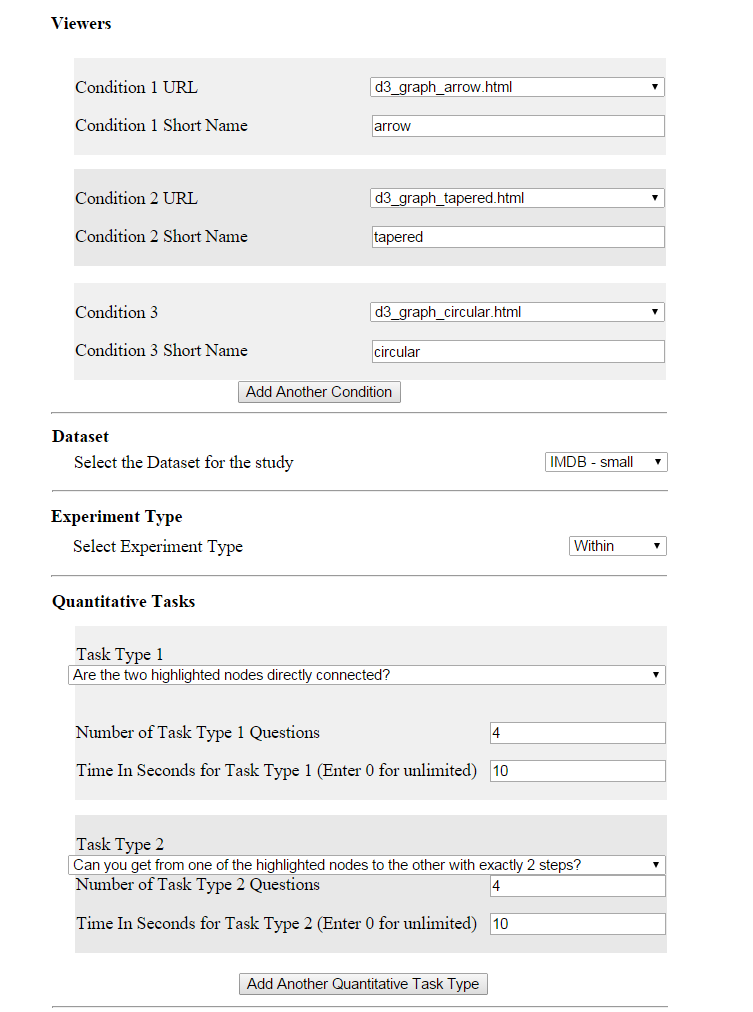 Viewers
Condition 1 URL d3_graph_arrow.html
Condition 1 Short Name arrow
Condition 2 URL d3_graph_tapered.html
Condition 2 Short Name tapered
Condition 3 d3_graph_circular.html
Condition 3 Short Name circular
Add Another Condition
Dataset
Select the Dataset for the study IMDB - small
Experiment Type
Select Experiment Type Within
Quantitative Tasks
Task Type 1
Are the two highlighted nodes directly connected?
Number of Task Type 1 Questions 4
Time In Seconds for Task Type 1 (Enter 0 for unlimited) 10
Task Type 2
Can you get from one of the highlighted nodes to the other with exactly 2 steps?
Number of Task Type 2 Questions 4
Time In Seconds for Task Type 2 (Enter 0 for unlimited) 10
Add Another Quantitative Task Type